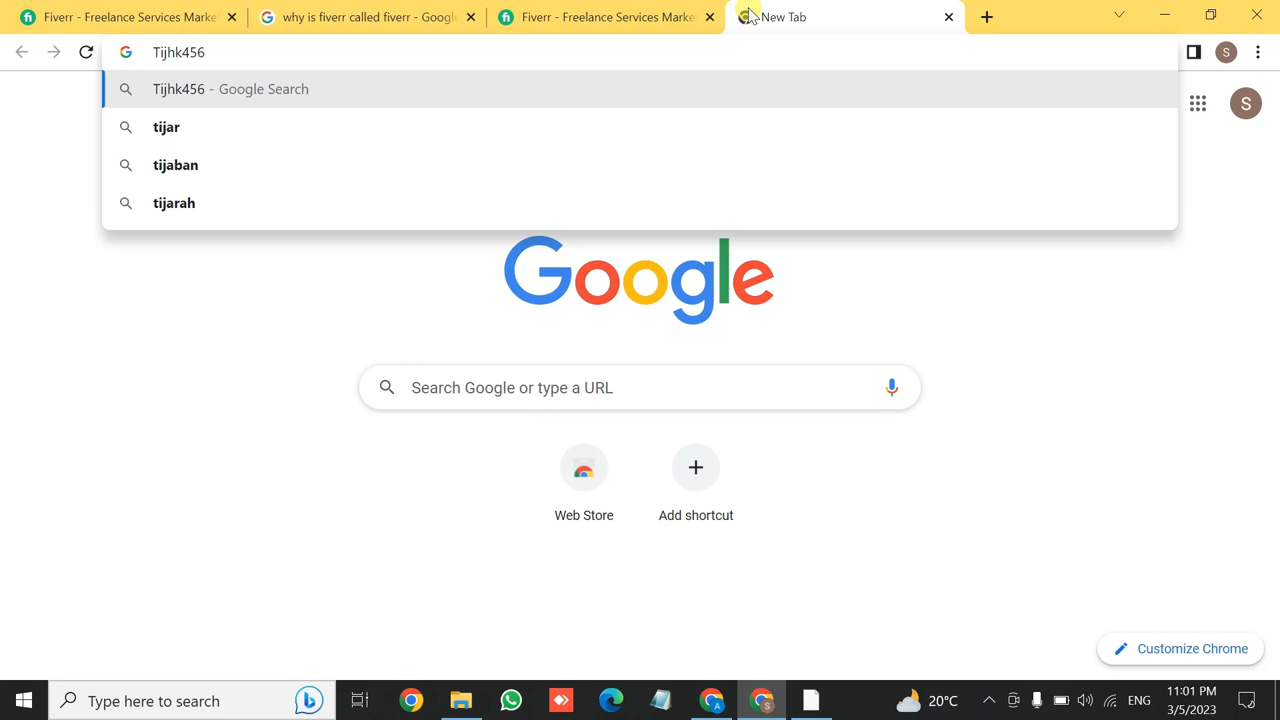 Fiverr - Freelance Services Marke
why is fiverr called fiverr - Google
Fiverr - Freelance Services Marke
New Tab
Tijhk456
Tijhk456 - Google Search
tijar
tijaban
tijarah
S
S
Google
Search Google or type a URL
Web Store
Add shortcut
Customize Chrome
Type here to search
20°C
ENG
11:01 PM
3/5/2023